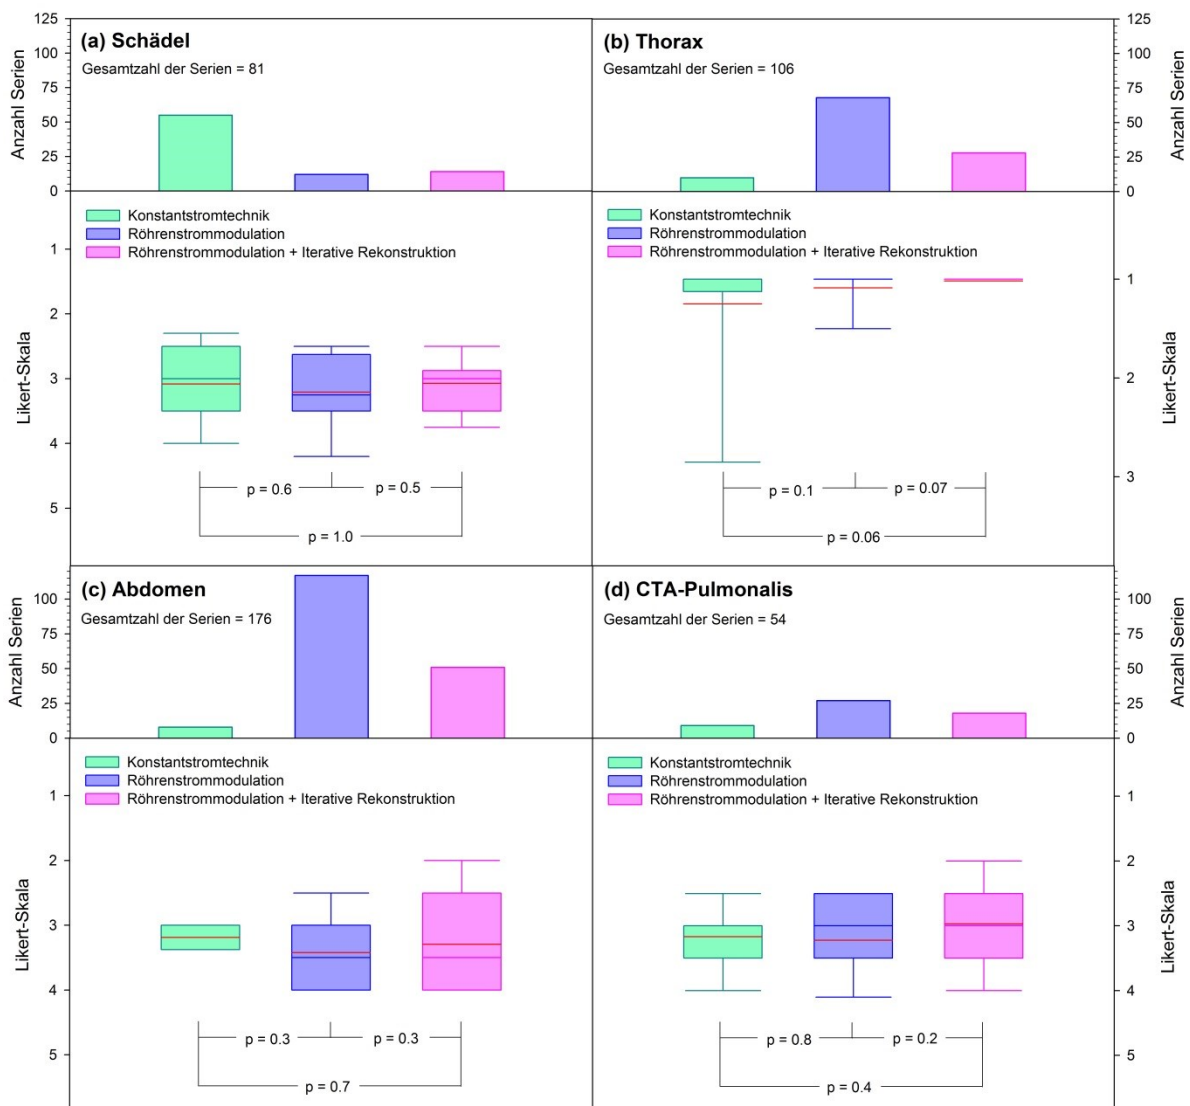 (a) Schädel
Gesamtzahl der Serien = 81
Anzahl Serien
125
100
75
50
25
0
Konstantstromtechnik
Röhrenstrommodulation
Röhrenstrommodulation + Iterative Rekonstruktion
Likert-Skala
1
2
3
4
5
p = 0.6
p = 0.5
p = 1.0
(b) Thorax
Gesamtzahl der Serien = 106
125
100
75
50
25
0
Anzahl Serien
Konstantstromtechnik
Röhrenstrommodulation
Röhrenstrommodulation + Iterative Rekonstruktion
1
2
3
Likert-Skala
p = 0.1
p = 0.07
p = 0.06
(c) Abdomen
Gesamtzahl der Serien = 176
Anzahl Serien
100
75
50
25
0
Konstantstromtechnik
Röhrenstrommodulation
Röhrenstrommodulation + Iterative Rekonstruktion
Likert-Skala
1
2
3
4
5
p = 0.3
p = 0.3
p = 0.7
(d) CTA-Pulmonalis
Gesamtzahl der Serien = 54
100
75
50
25
0
Anzahl Serien
Konstantstromtechnik
Röhrenstrommodulation
Röhrenstrommodulation + Iterative Rekonstruktion
1
2
3
4
5
Likert-Skala
p = 0.8
p = 0.2
p = 0.4